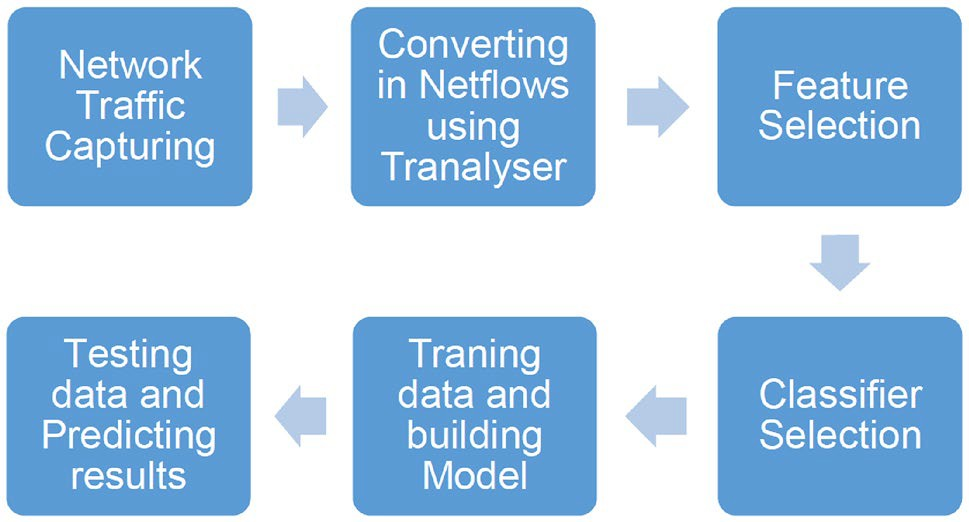 Network
Traffic
Capturing
Converting
in Netflows
using
Tranalyser
Feature
Selection
Classifier
Selection
Traning
data and
building
Model
Testing
data and
Predicting
results